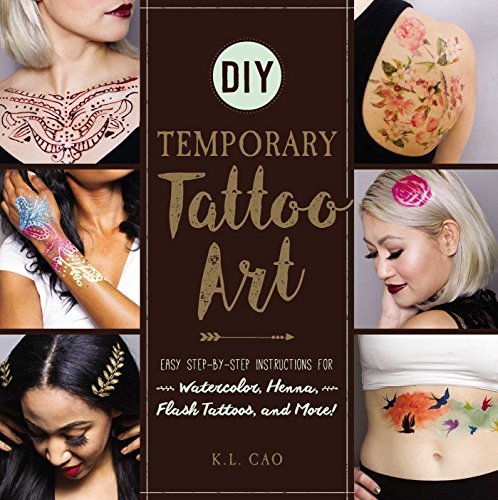 DIY
TEMPORARY
Tattoo
Art
EASY STEP-BY-STEP INSTRUCTIONS FOR
Watercolor, Henna,
Flash Tattoos, and More!
K.L. CAO